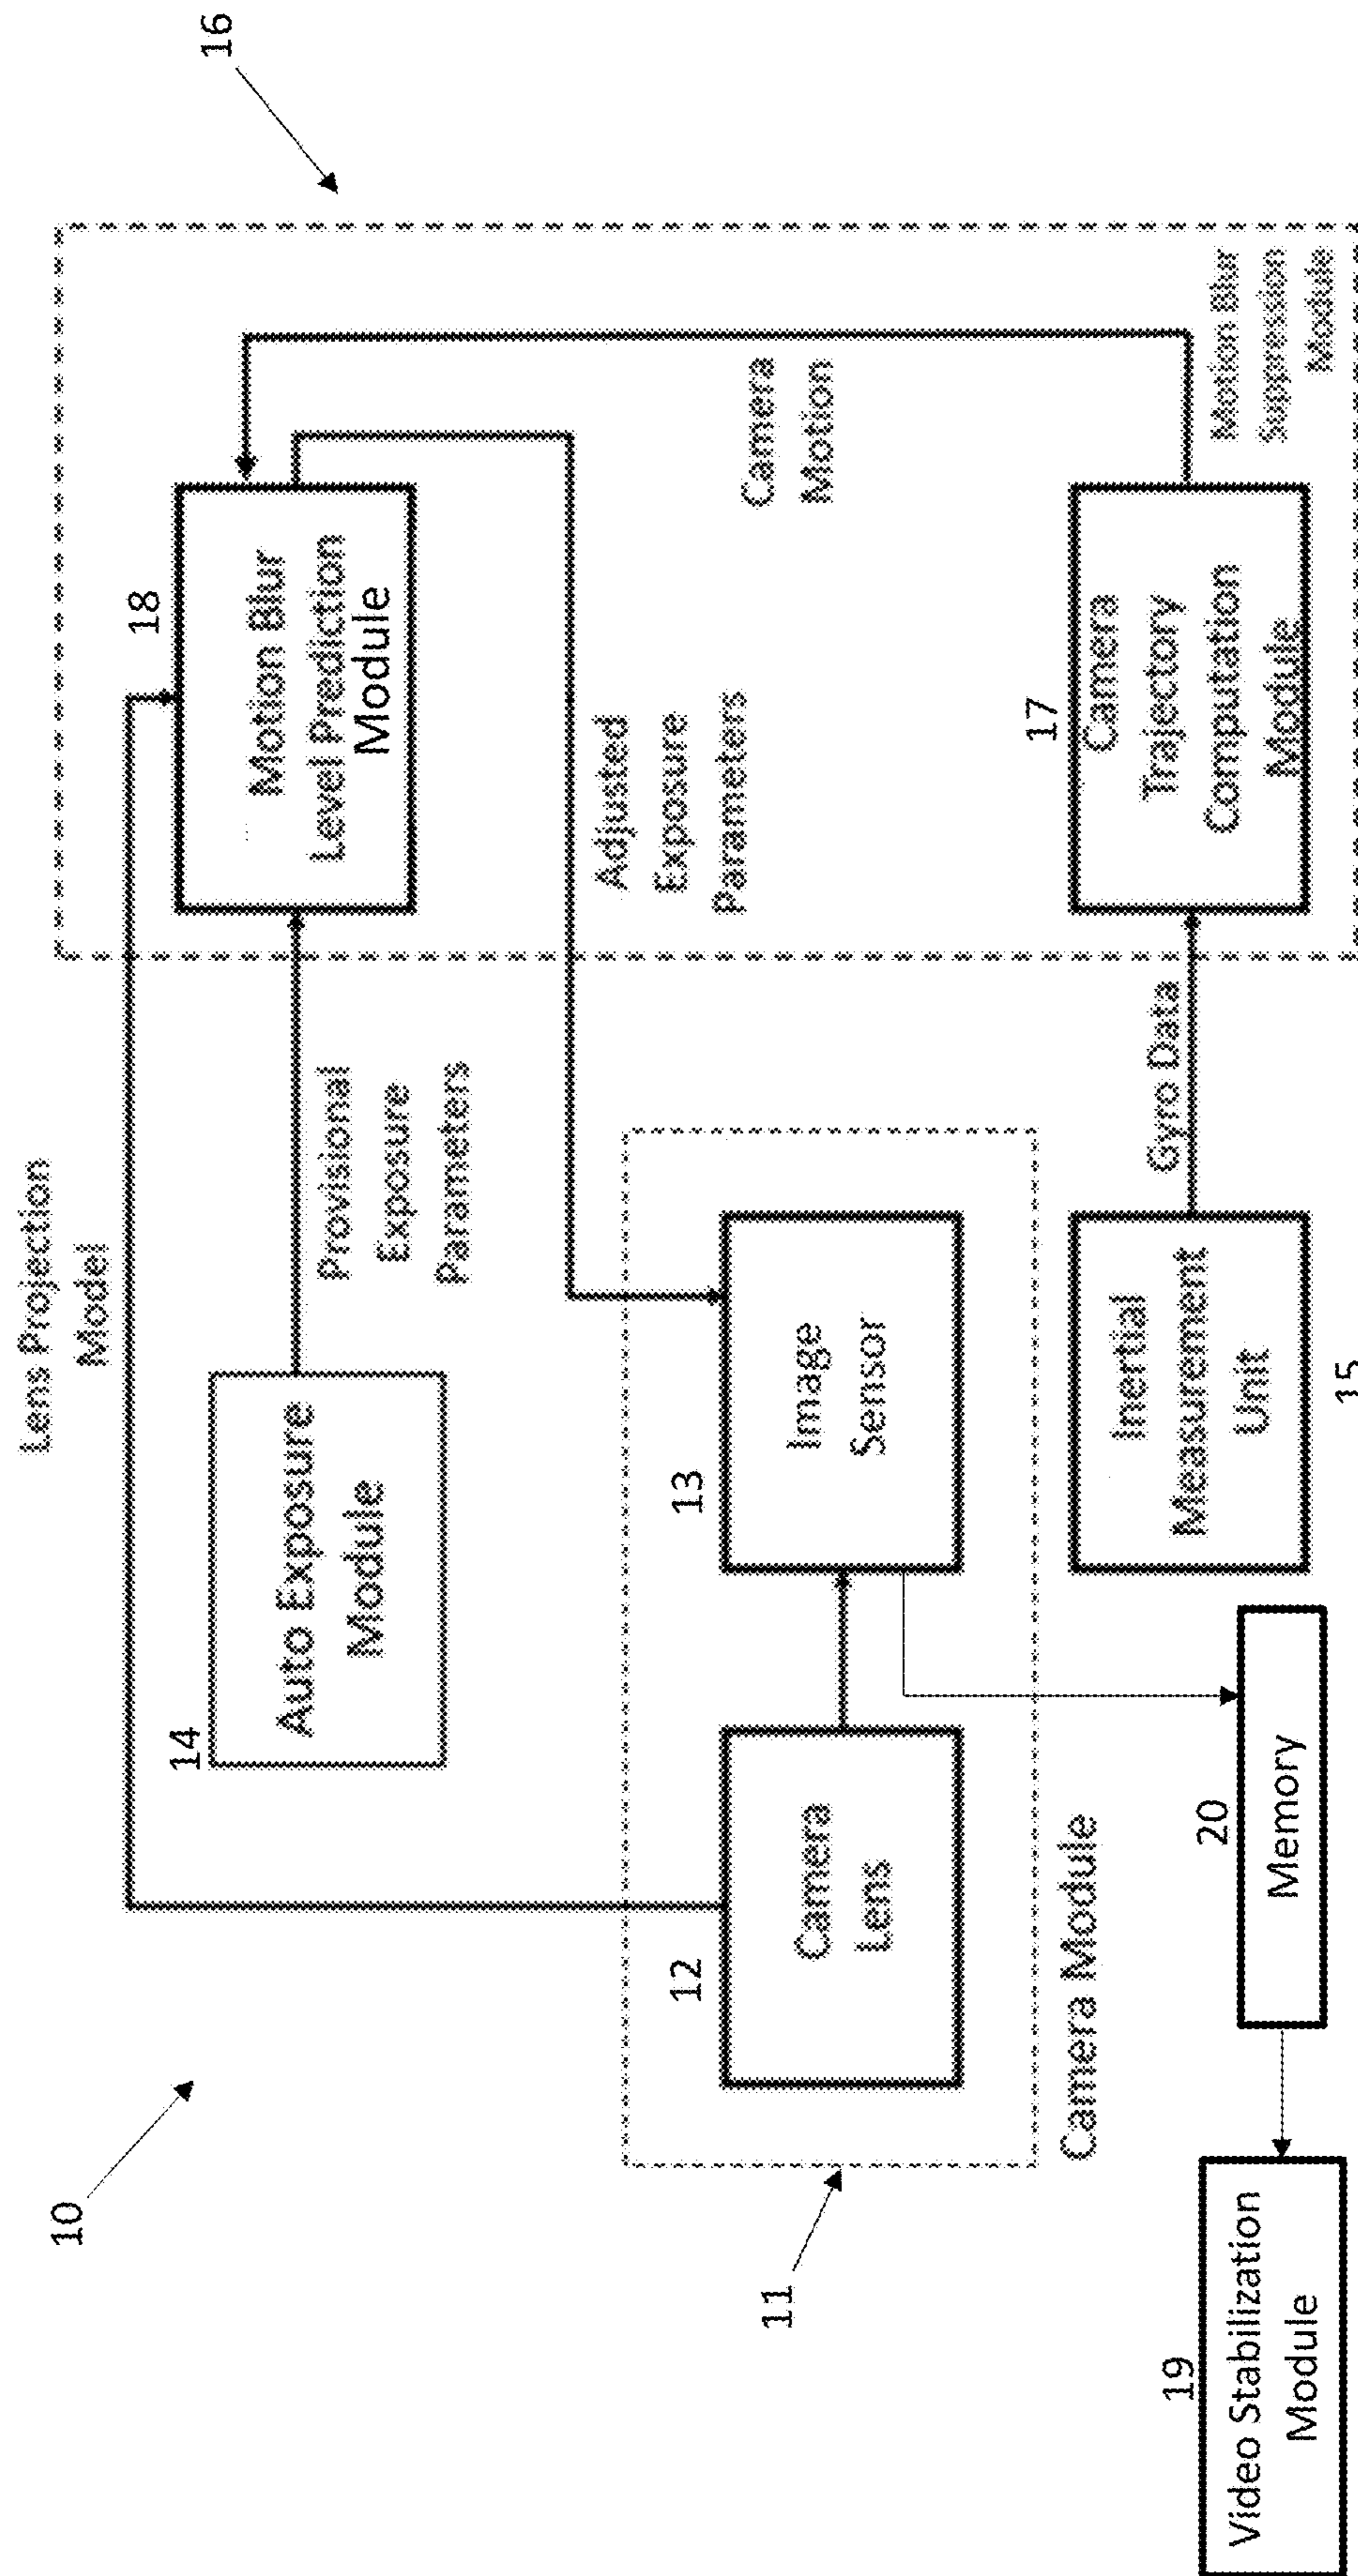 10
16
Lens Projection
Model
14
Auto Exposure
Module
Provisional
Exposure
Parameters
18
Motion Blur
Level Prediction
Module
Adjusted
Exposure
Parameters
Camera
Motion
11
12
Camera
Lens
13
Image
Sensor
Camera Module
15
Inertial
Measurement
Unit
Gyro Data
17
Camera
Trajectory
Computation
Module
Motion Blur
Suppression
Module
20
Memory
19
Video Stabilization
Module